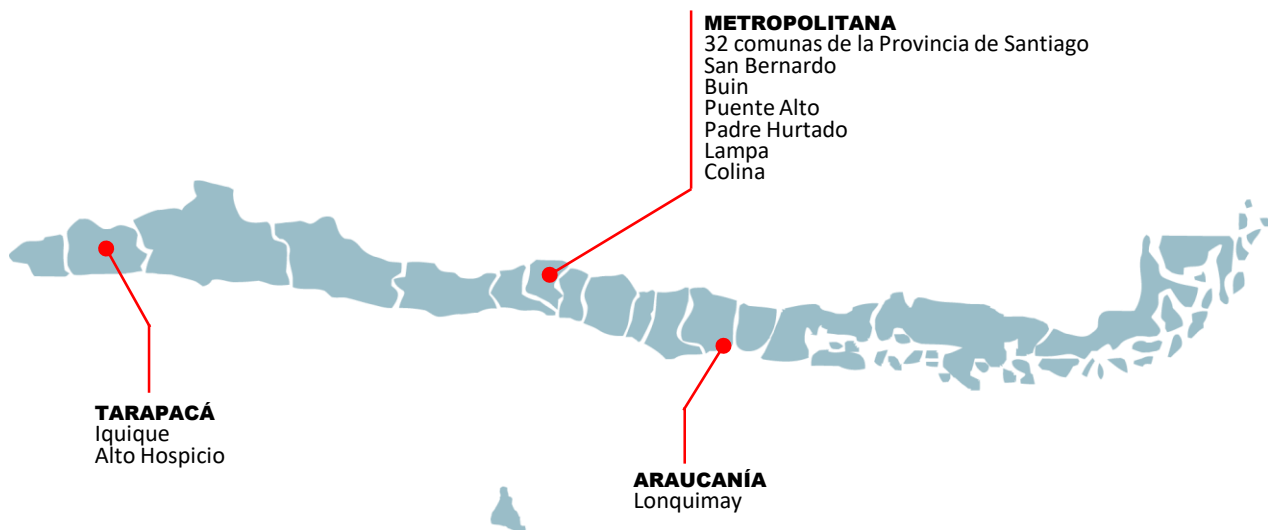 METROPOLITANA
32 comunas de la Provincia de Santiago
San Bernardo
Buin
Puente Alto
Padre Hurtado
Lampa
Colina
TARAPACÁ
Iquique
Alto Hospicio
ARAUCANÍA
Lonquimay